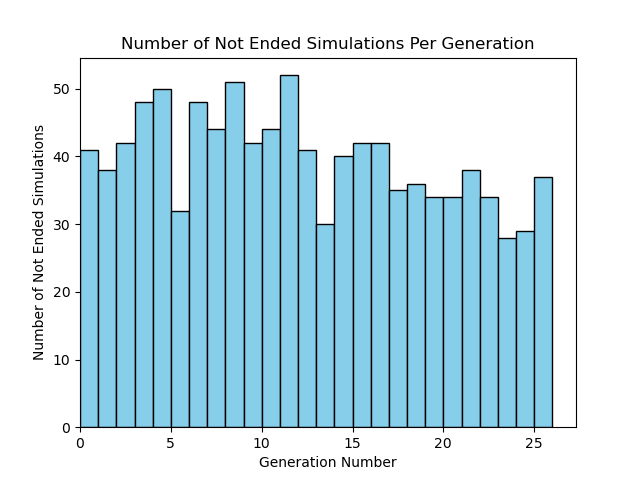 Number of Not Ended Simulations Per Generation
Number of Not Ended Simulations
50
40
30
20
10
0
0 5 10 15 20 25
Generation Number